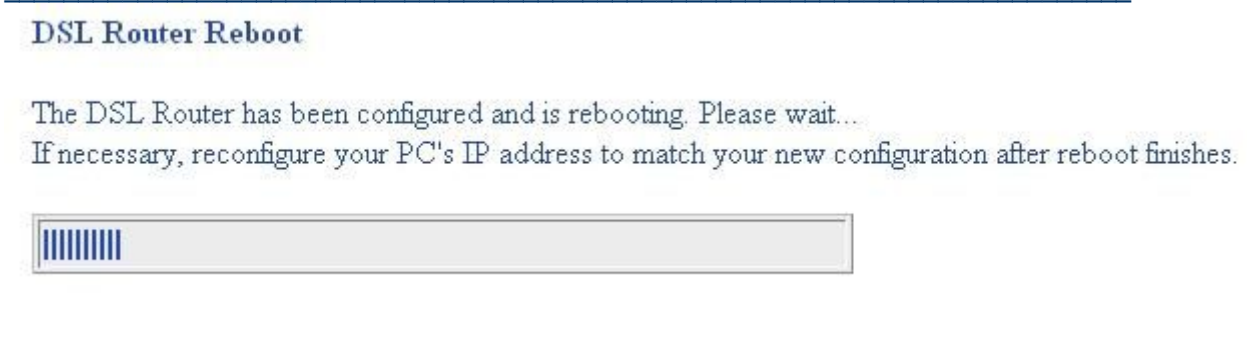 DSL Router Reboot
The DSL Router has been configured and is rebooting. Please wait...
If necessary, reconfigure your PC's IP address to match your new configuration after reboot finishes.